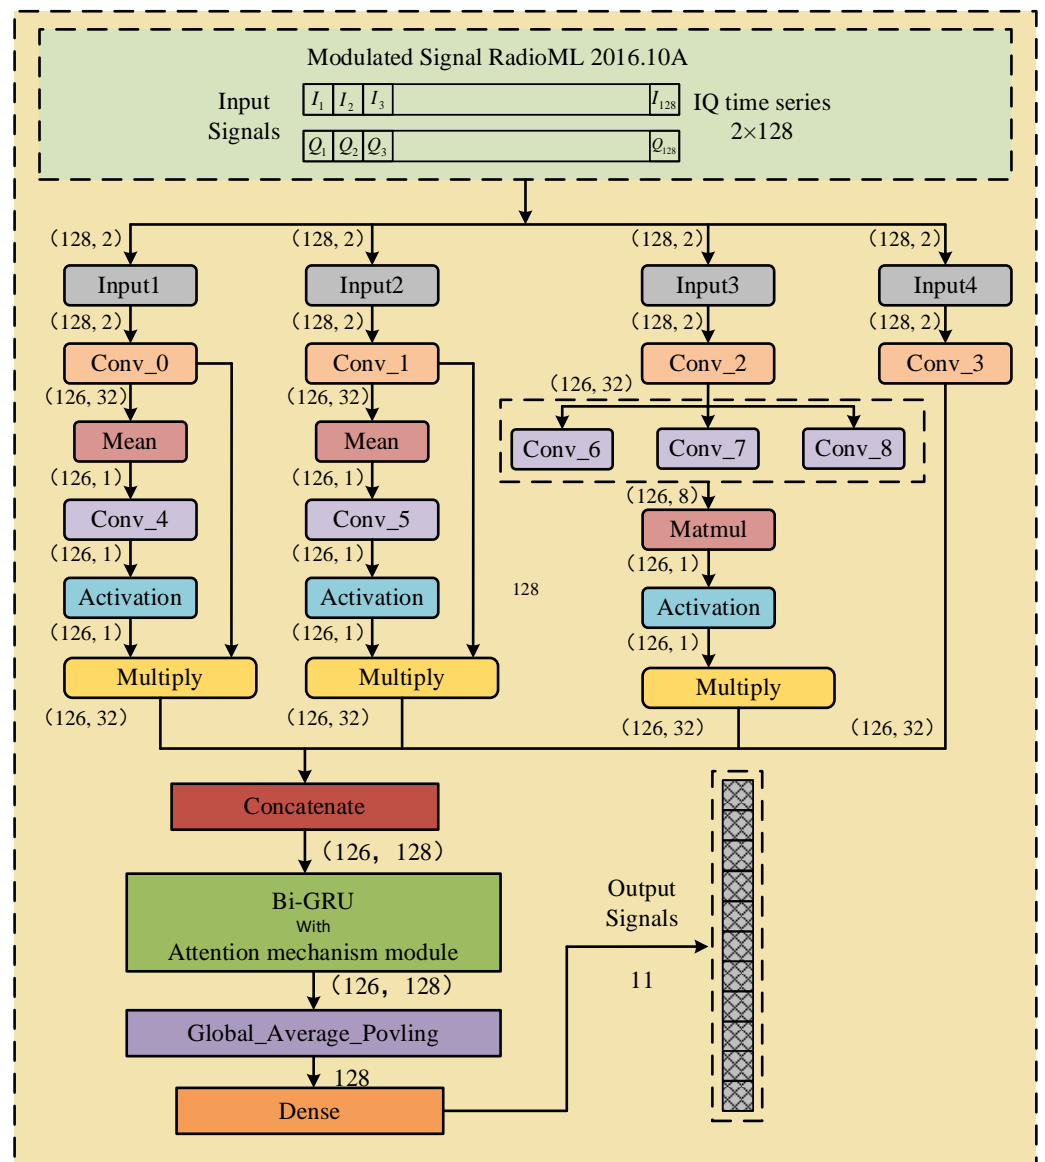 Modulated Signal RadioML 2016.10A
Input Signals
I1 I2 I3 I128
Q1 Q2 Q3 Q128
IQ time series
2×128
(128, 2) (128, 2) (128, 2) (128, 2)
Input1 Input2 Input3 Input4
(128, 2) (128, 2) (128, 2) (128, 2)
Conv_0 Conv_1 Conv_2 Conv_3
(126, 32) (126, 32) (126, 32)
Mean Mean Conv_6 Conv_7 Conv_8
(126, 1) (126, 1) (126, 8)
Conv_4 Conv_5 Matmul
(126, 1) (126, 1) (126, 1)
Activation Activation 128 Activation
(126, 1) (126, 1) (126, 1)
Multiply Multiply Multiply
(126, 32) (126, 32) (126, 32) (126, 32)
Concatenate
(126, 128)
Bi-GRU
With
Attention mechanism module
(126, 128)
Global_Average_Povling
128
Dense
Output
Signals
11